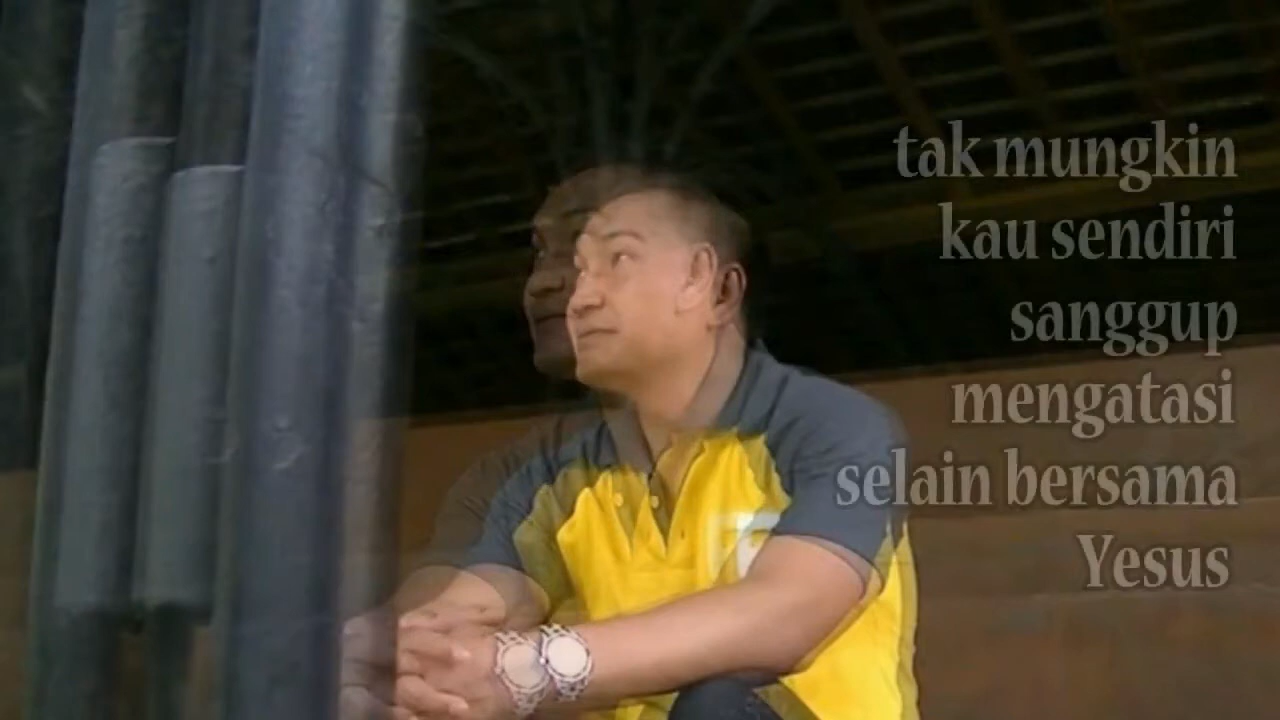 tak mungkin
kau sendiri
sanggup
mengatasi
selain bersama
Yesus